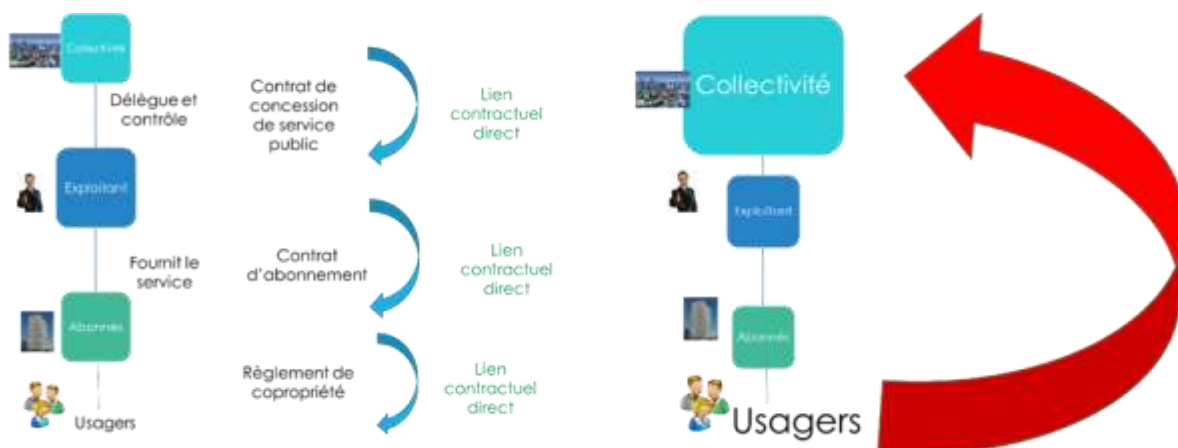 Collectivité
Délègue et
contrôle
Contrat de
concession
de service
public
Lien
contractuel
direct
Exploitant
Fournit le
service
Contrat
d'abonnement
Lien
contractuel
direct
Abonnés
Règlement de
copropriété
Lien
contractuel
direct
Usagers
Collectivité
Exploitant
Abonnés
Usagers